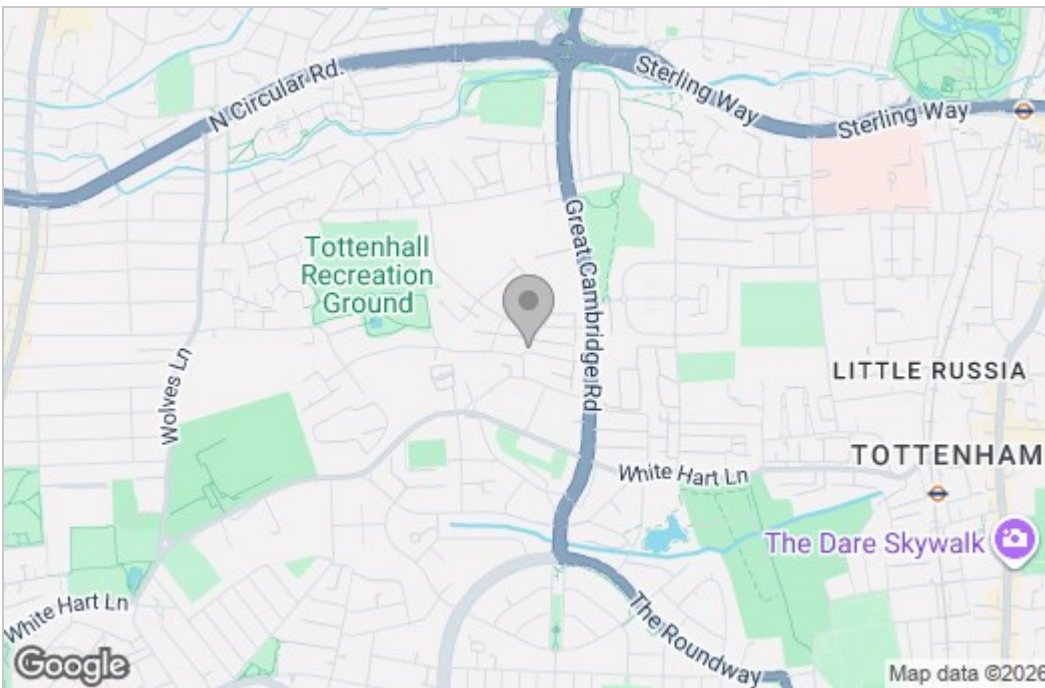 N Circular Rd.
Sterling Way
Sterling Way
Great Cambridge Rd
Tottenhall
Recreation
Ground
Wolves Ln
LITTLE RUSSIA
TOTTENHAM
White Hart Ln
The Dare Skywalk
White Hart Ln
The Roundway
Google
Map data ©2026